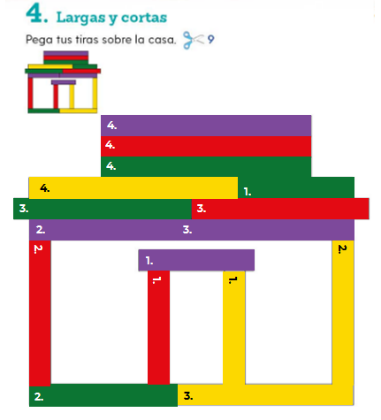 4. Largas y cortas
Pega tus tiras sobre la casa. 9
4.
4.
4.
4. 1.
3. 3.
2. 3.
2. 1. 2.
1. 1.
2. 3.